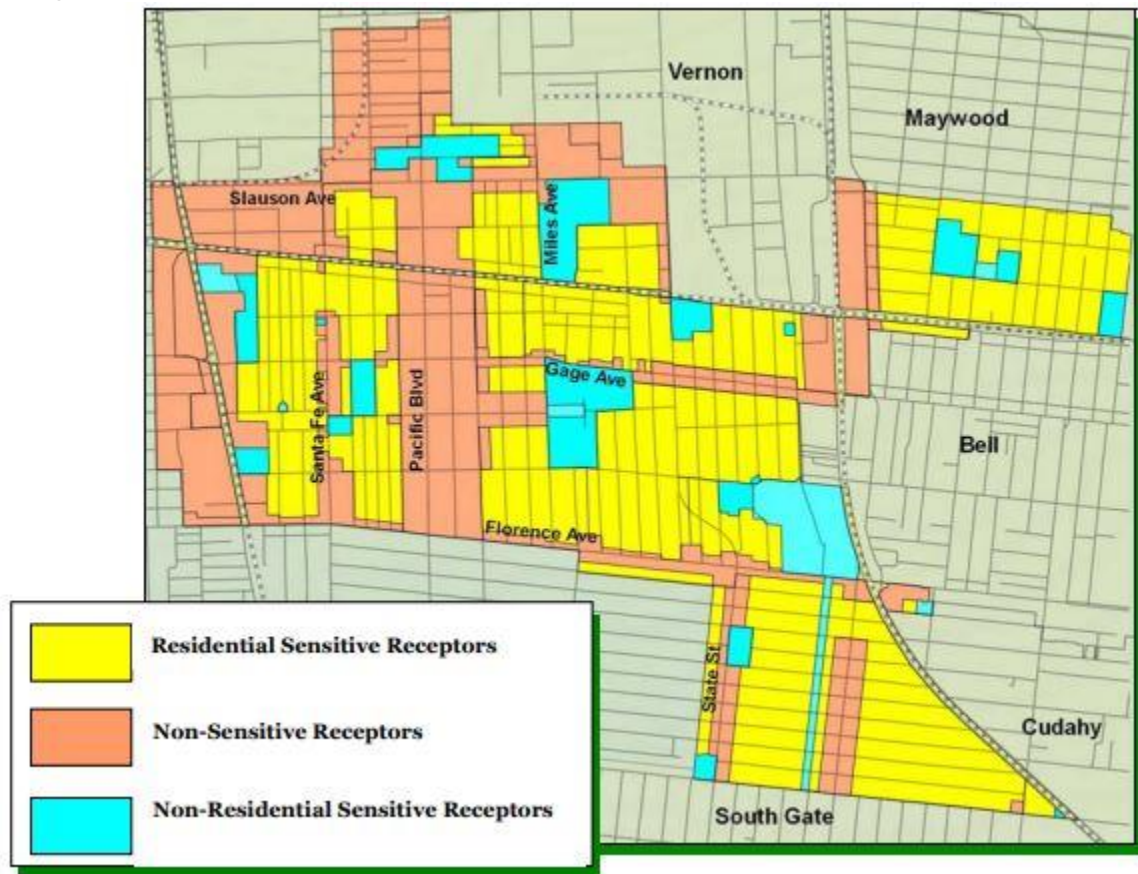 Vernon
Maywood
Slauson Ave
Miles Ave
Gage Ave
Santa Fe Ave
Pacific Blvd
Bell
Florence Ave
State St
Cudahy
South Gate
Residential Sensitive Receptors
Non-Sensitive Receptors
Non-Residential Sensitive Receptors